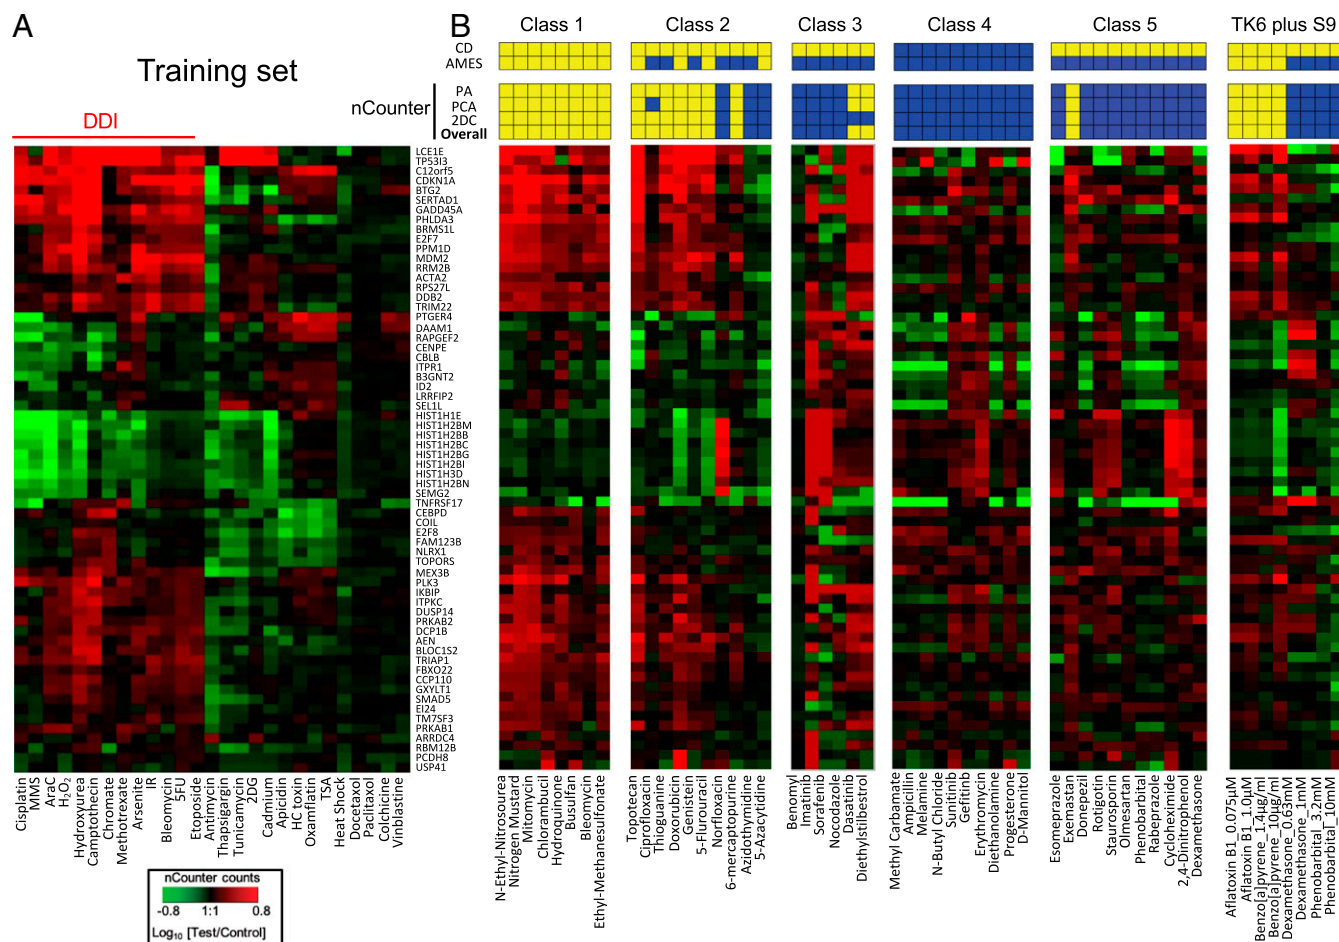 A
B
Training set
DDI
Class 1
Class 2
Class 3
Class 4
Class 5
TK6 plus S9
CD
AMES
nCounter
PA
PCA
2DC
Overall
LCE1E
TP53I3
C12orf5
CDKN1A
BTG2
SERTAD1
GADD45A
PHLDA3
BRMS1L
E2F7
PPM1D
MDM2
RRM2B
ACTA2
RPS27L
DDB2
TRIM22
PTGER4
DAAM1
RAPGEF2
CENPE
CBLB
ITPR1
B3GNT2
ID2
LRRFIP2
SEL1L
HIST1H1E
HIST1H2BM
HIST1H2BB
HIST1H2BC
HIST1H2BG
HIST1H2BI
HIST1H3D
HIST1H2BN
SEMG2
TNFRSF17
CEBPD
COIL
E2F8
FAM123B
NLRX1
TOPORS
MEX3B
PLK3
IKBIP
ITPKC
DUSP14
PRKAB2
DCP1B
AEN
BLOC1S2
TRIAP1
FBXO22
CCP110
GXYLT1
SMAD5
EI24
TM7SF3
PRKAB1
ARRDC4
RBM12B
PCDH8
USP41
Cisplatin
MMS
AraC
H2O2
Hydroxyurea
Camptothecin
Chromate
Methotrexate
Arsenite
IR
Bleomycin
5FU
Etoposide
Antimycin
Thapsigargin
Tunicamycin
2DG
Cadmium
Apicidin
HC toxin
Oxamflatin
TSA
Heat Shock
Docetaxol
Paclitaxol
Colchicine
Vinblastine
N-Ethyl-Nitrosourea
Nitrogen Mustard
Mitomycin
Chlorambucil
Hydroquinone
Busulfan
Bleomycin
Ethyl-Methanesulfonate
Topotecan
Ciprofloxacin
Thioguanine
Doxorubicin
Genistein
5-Flurouracil
Norfloxacin
6-mercaptopurine
Azidothymidine
5-Azacytidine
Benomyl
Imatinib
Sorafenib
Nocodazole
Dasatinib
Diethylstilbestrol
Methyl Carbamate
Ampicillin
Melamine
N-Butyl Chloride
Sunitinib
Gefitinb
Erythromycin
Diethanolamine
Progesterone
D-Mannitol
Esomeprazole
Exemastan
Donepezil
Rotigotin
Staurosporin
Olmesartan
Phenobarbital
Rabeprazole
Cycloheximide
2,4-Dinitrophenol
Dexamethasone
Aflatoxin B1_0.075µM
Aflatoxin B1_1.0µM
Benzo[a]pyrene_1.4µg/ml
Benzo[a]pyrene_10µg/ml
Dexamethasone_0.63mM
Dexamethasone_1mM
Phenobarbital_3.2mM
Phenobarbital_10mM
nCounter counts
-0.8 1:1 0.8
Log10 [Test/Control]